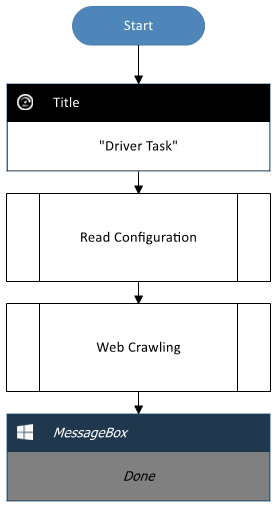 Start
Title
"Driver Task"
Read Configuration
Web Crawling
MessageBox
Done